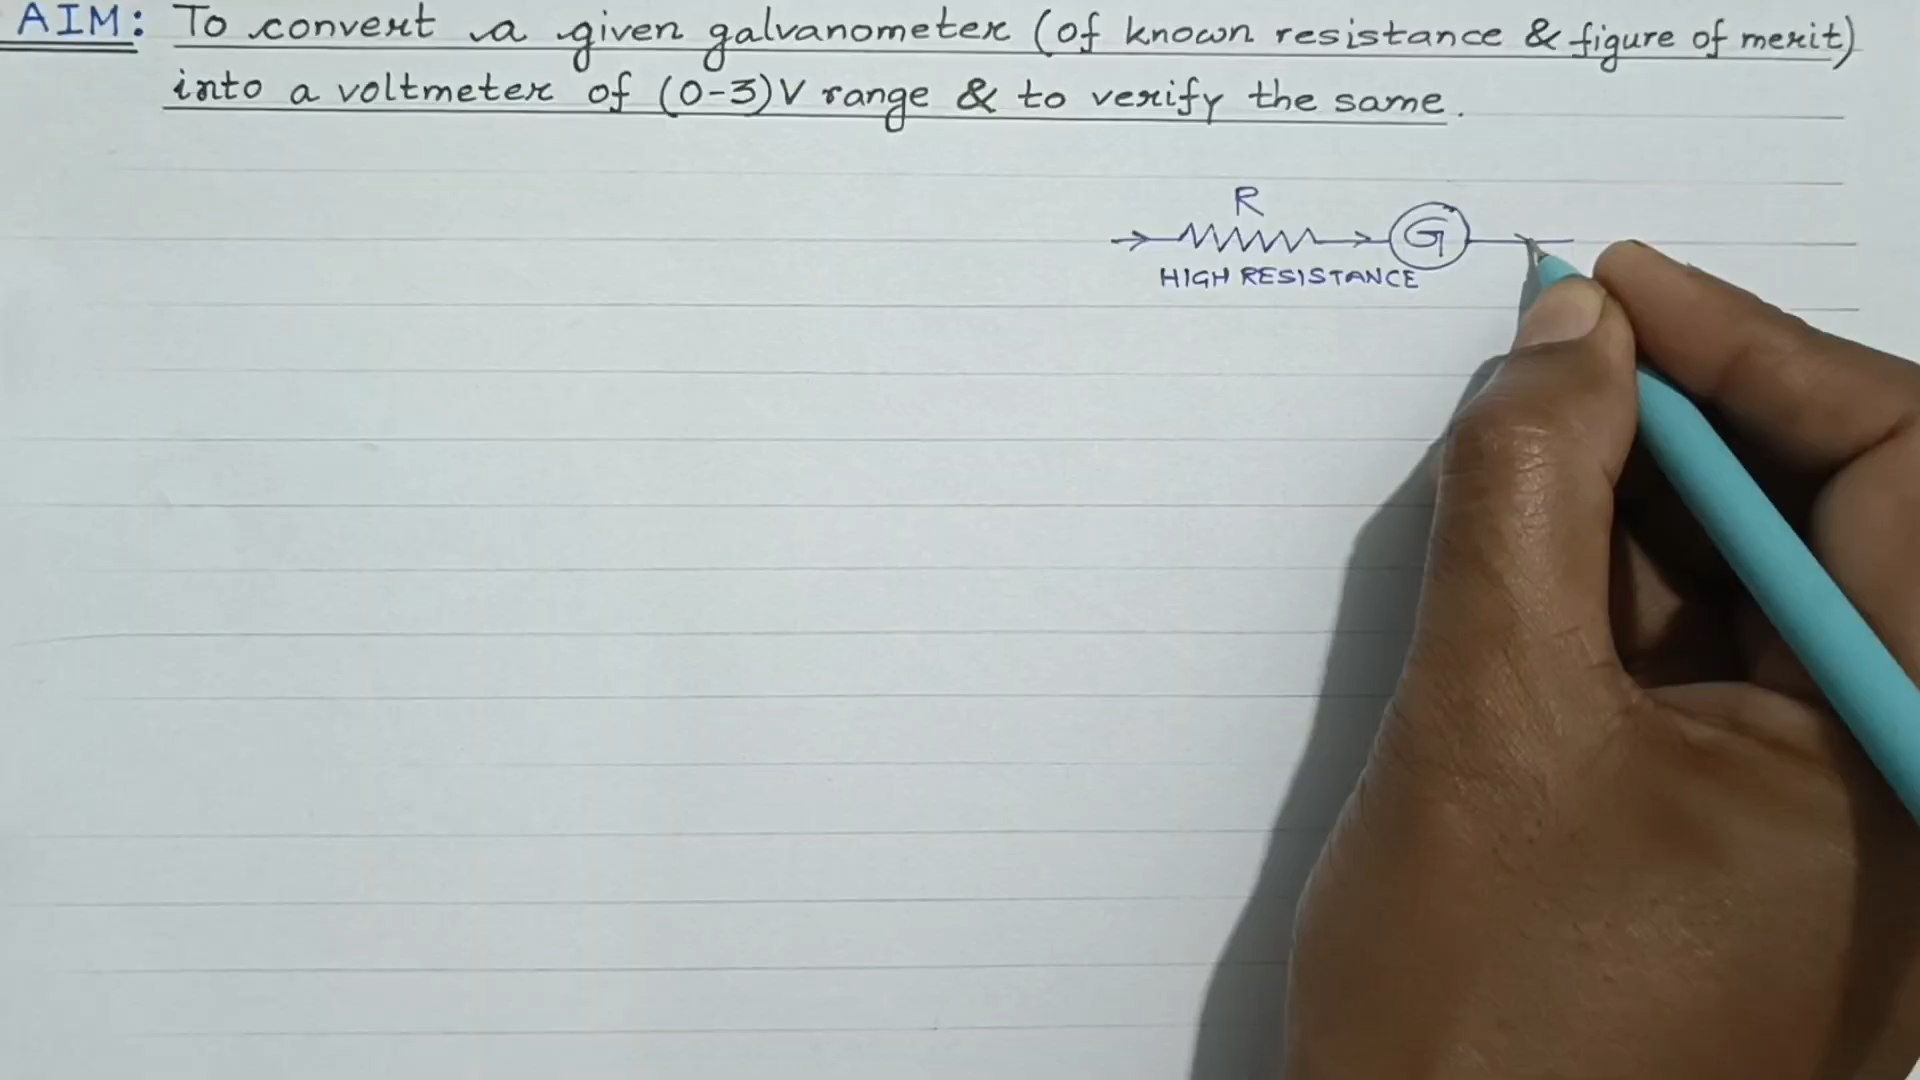 AIM: To convert a given galvanometer (of known resistance & figure of merit)
into a voltmeter of (0-3)V range & to verify the same.
R
G
HIGH RESISTANCE